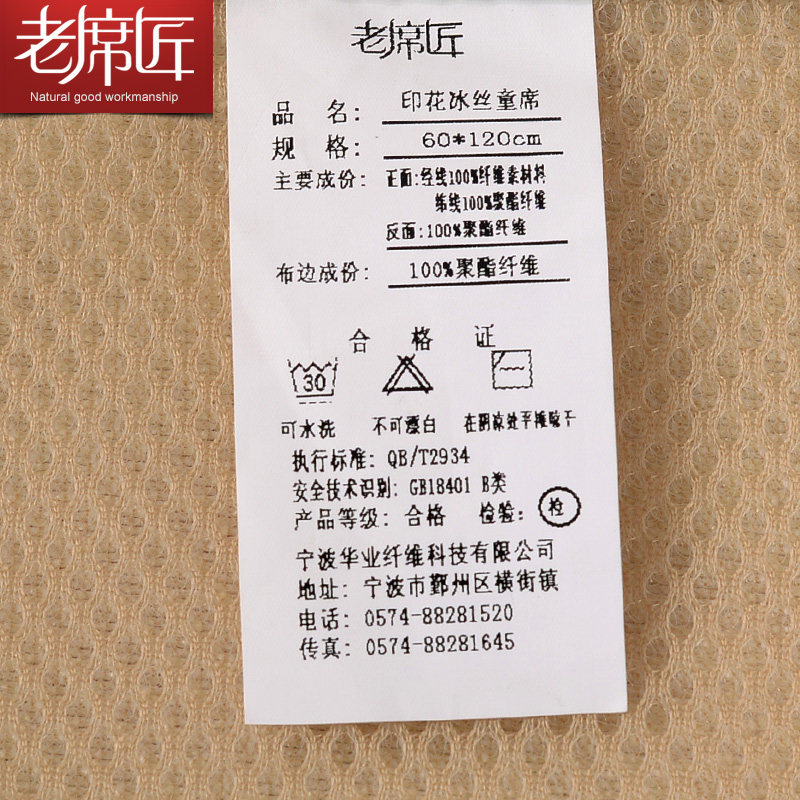 老席匠
Natural good workmanship
老席匠
品 名: 印花冰丝童席
规 格: 60*120cm
主要成份: 正面:经线100%纤维素材料
纬线100%聚酯纤维
反面:100%聚酯纤维
布边成份: 100%聚酯纤维
合 格 证
30
可水洗 不可漂白 在阴凉处平摊晾干
执行标准: QB/T2934
安全技术识别: GB18401 B类
产品等级: 合格 检验: 检
宁波华业纤维科技有限公司
地址: 宁波市鄞州区横街镇
电话: 0574-88281520
传真: 0574-88281645